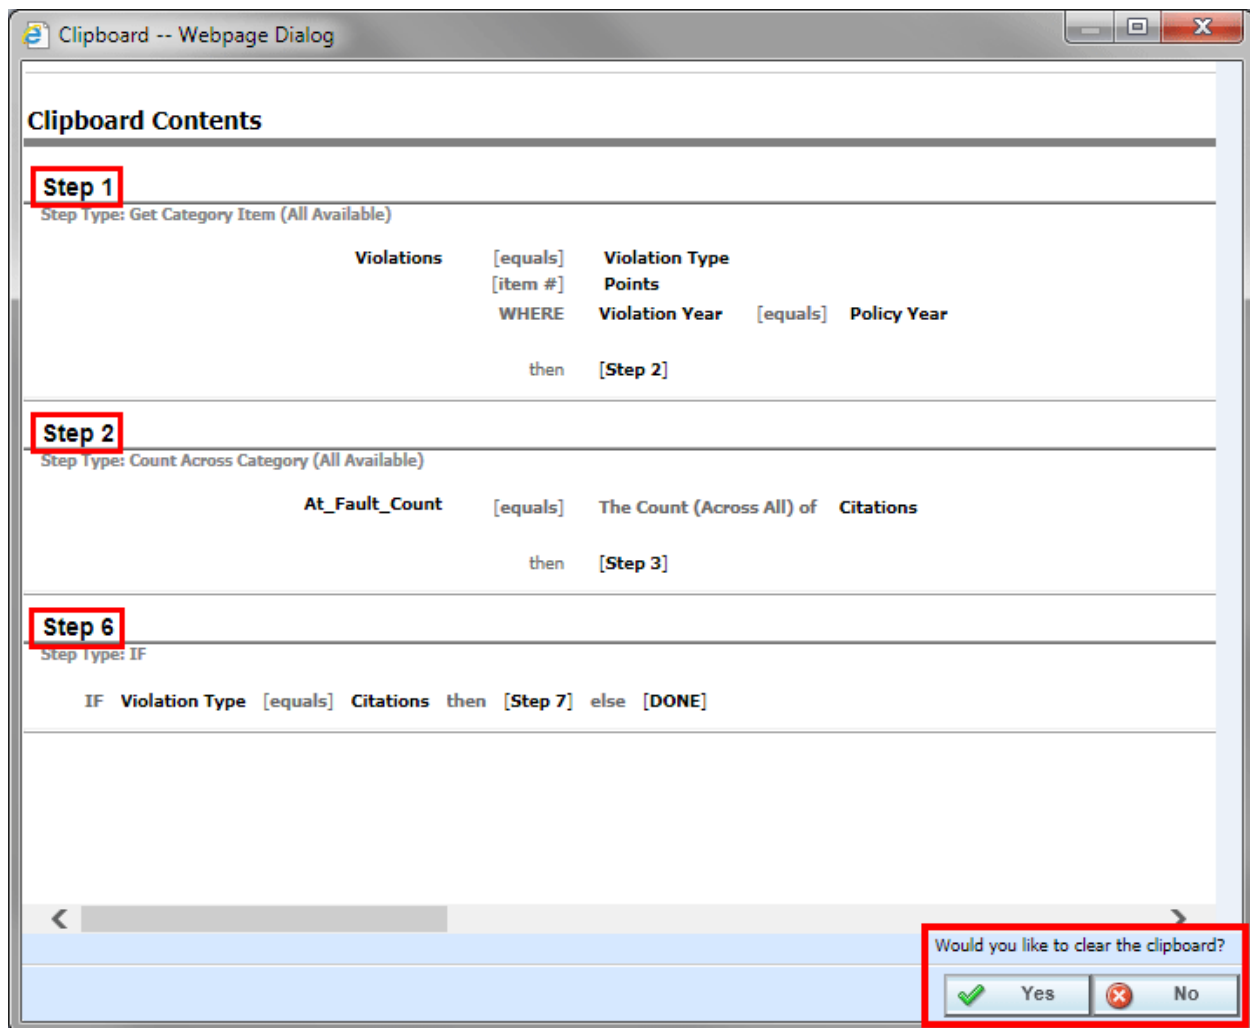 Clipboard -- Webpage Dialog
Clipboard Contents
Step 1
Step Type: Get Category Item (All Available)
Violations [equals] Violation Type
[item #] Points
WHERE Violation Year [equals] Policy Year
then [Step 2]
Step 2
Step Type: Count Across Category (All Available)
At_Fault_Count [equals] The Count (Across All) of Citations
then [Step 3]
Step 6
Step Type: IF
IF Violation Type [equals] Citations then [Step 7] else [DONE]
Would you like to clear the clipboard?
Yes No